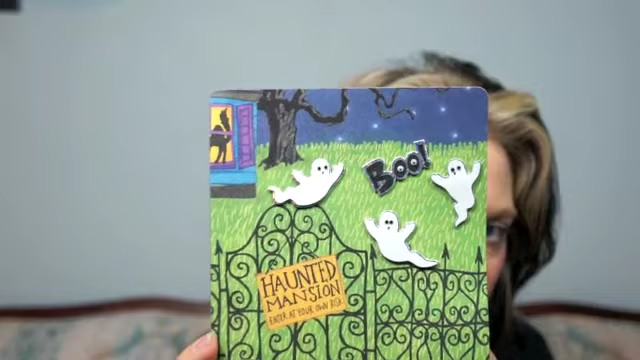 Boo!
HAUNTED
MANSION
ENTER AT YOUR OWN RISK